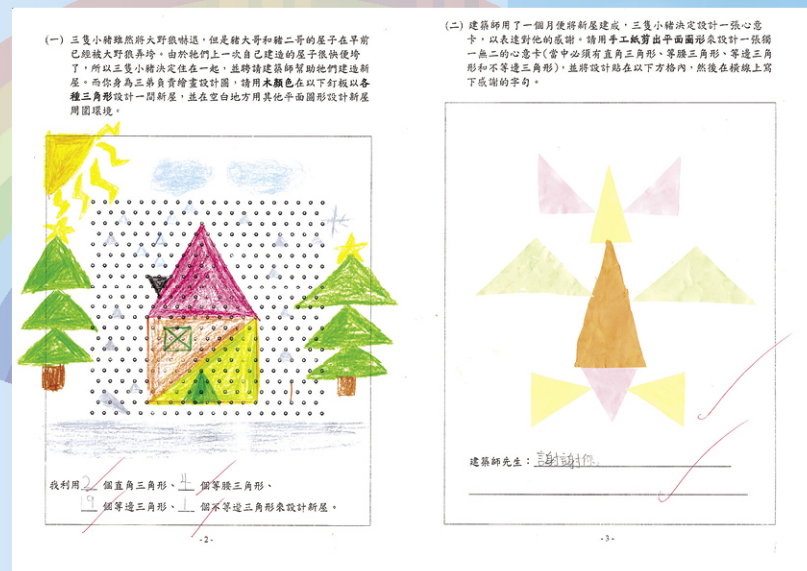 (一) 三隻小豬雖然將大野狼嚇退，但是豬大哥和豬二哥的屋子在早前
已經被大野狼弄垮。由於牠們上一次自己建造的屋子很快便垮
了，所以三隻小豬決定住在一起，並聘請建築師幫助牠們建造新
屋。而你身為三弟負責繪畫設計圖，請用木顏色在以下釘板以各
種三角形設計一間新屋，並在空白地方用其他平面圖形設計新屋
周圍環境。
我利用 2 個直角三角形、 4 個等腰三角形、
19 個等邊三角形、 1 個不等邊三角形來設計新屋。
- 2 -
(二) 建築師用了一個月便將新屋建成，三隻小豬決定設計一張心意
卡，以表達對他的感謝。請用手工紙剪出平面圖形來設計一張獨
一無二的心意卡(當中必須有直角三角形、等腰三角形、等邊三角
形和不等邊三角形)，並將設計貼在以下方格內，然後在橫線上寫
下感謝的字句。
建築師先生：謝謝你。
- 3 -